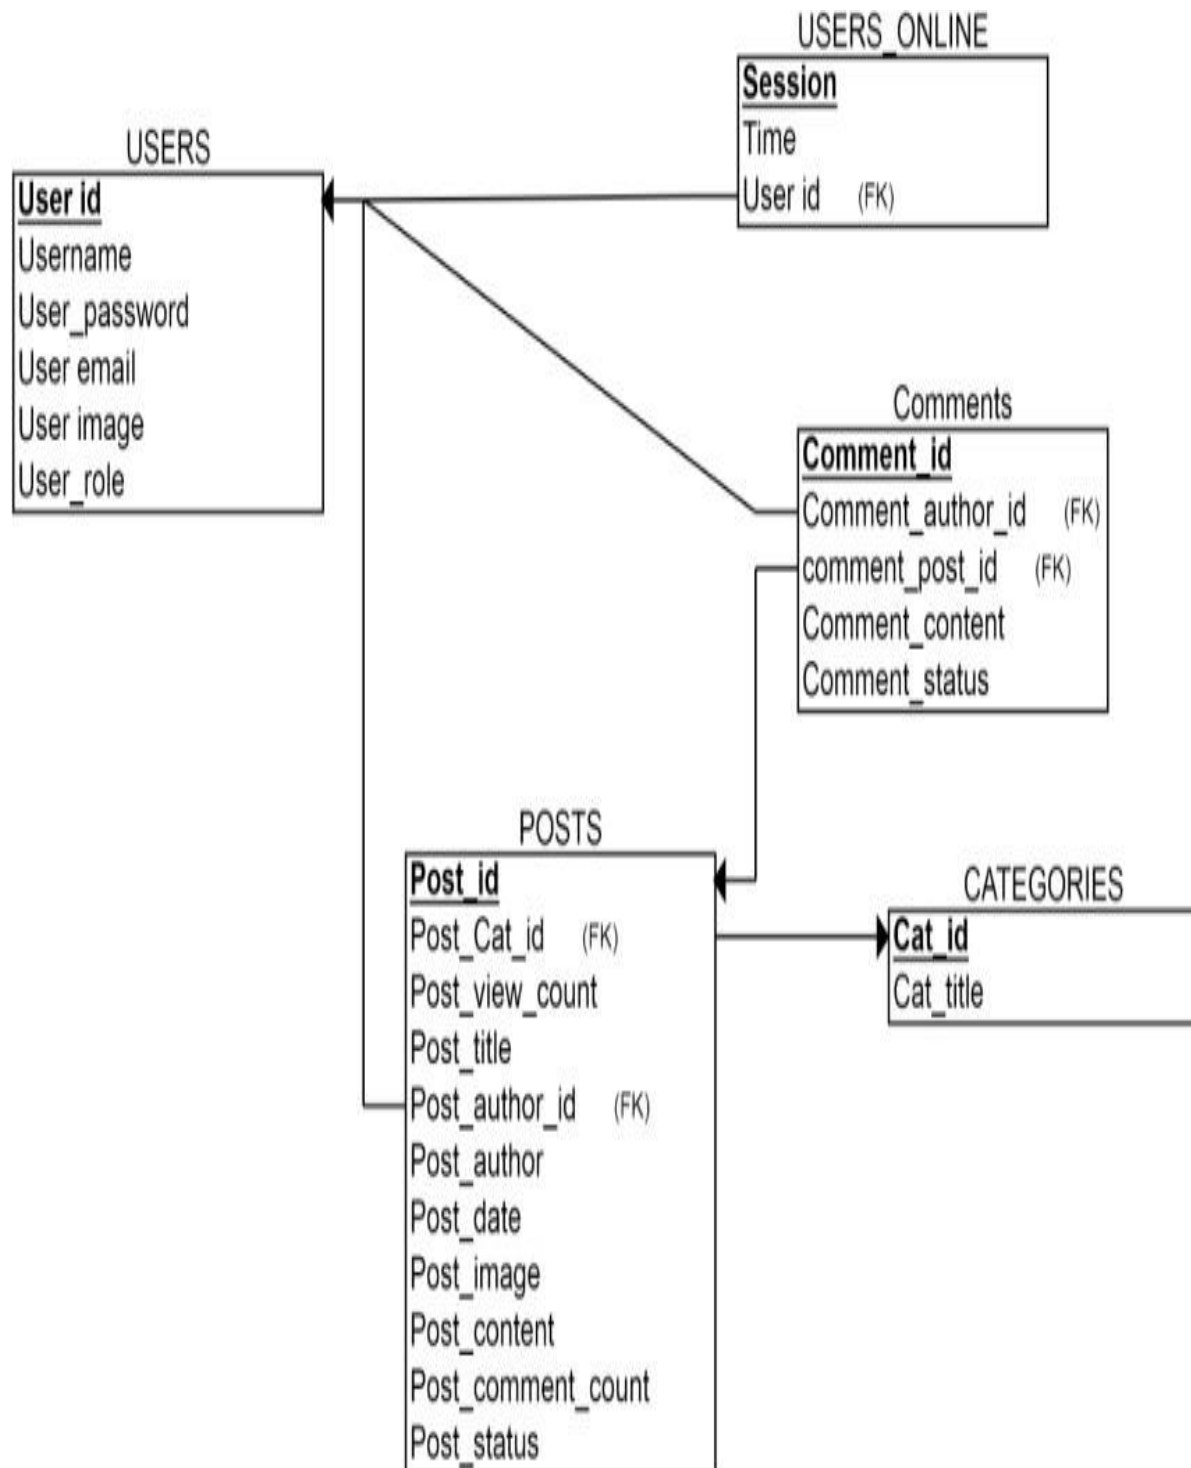 USERS_ONLINE
Session
Time
User id (FK)
USERS
User id
Username
User_password
User email
User image
User_role
Comments
Comment_id
Comment_author_id (FK)
comment_post_id (FK)
Comment_content
Comment_status
POSTS
Post_id
Post_Cat_id (FK)
Post_view_count
Post_title
Post_author_id (FK)
Post_author
Post_date
Post_image
Post_content
Post_comment_count
Post_status
CATEGORIES
Cat_id
Cat_title